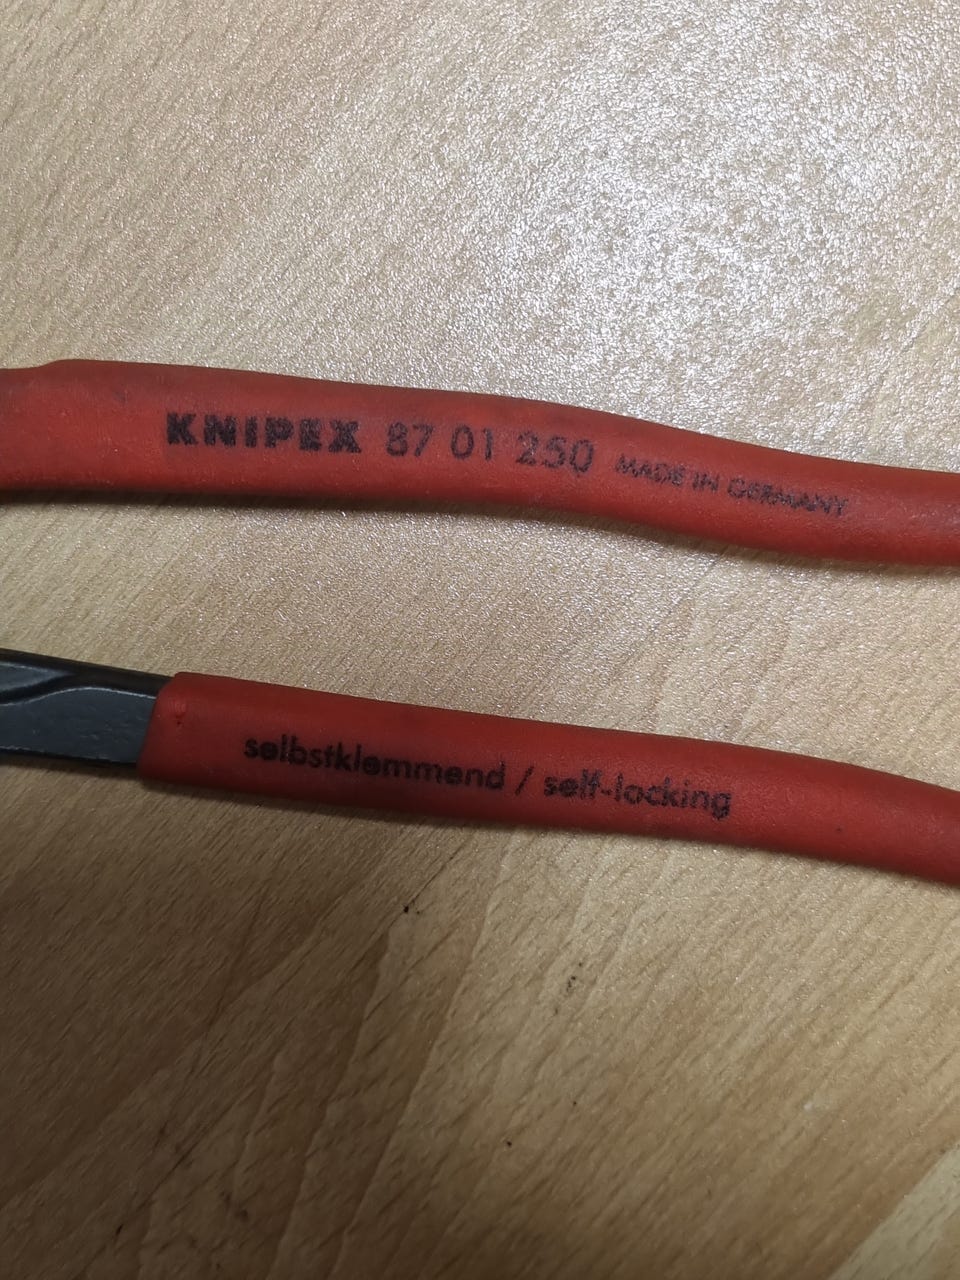 KNIPEX 87 01 250 MADE IN GERMANY
selbstklemmend / self-locking